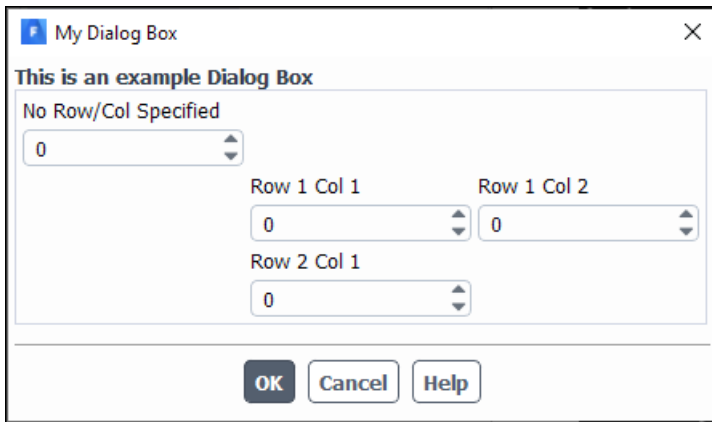 F My Dialog Box
This is an example Dialog Box
No Row/Col Specified
0
Row 1 Col 1 Row 1 Col 2
0 0
Row 2 Col 1
0
OK Cancel Help